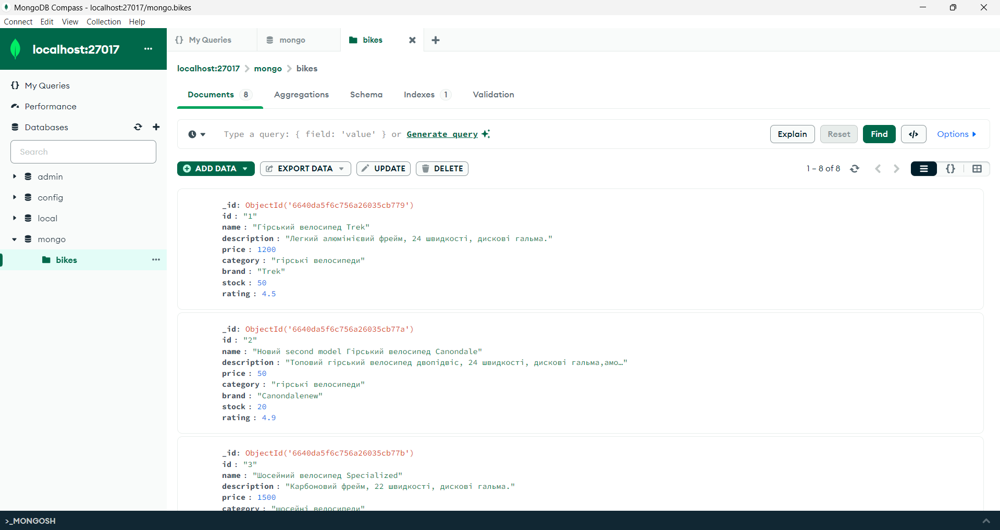 MongoDB Compass - localhost:27017/mongo.bikes
Connect Edit View Collection Help
localhost:27017
My Queries
Performance
Databases
Search
admin
config
local
mongo
bikes
My Queries mongo bikes
localhost:27017 > mongo > bikes
Documents 8 Aggregations Schema Indexes 1 Validation
Type a query: { field: 'value' } or Generate query
Explain Reset Find </> Options
ADD DATA EXPORT DATA UPDATE DELETE
1 – 8 of 8
_id: ObjectId('6640da5f6c756a26035cb779')
id : "1"
name : "Гірський велосипед Trek"
description : "Легкий алюмінієвий фрейм, 24 швидкості, дискові гальма."
price : 1200
category : "гірські велосипеди"
brand : "Trek"
stock : 50
rating : 4.5
_id: ObjectId('6640da5f6c756a26035cb77a')
id : "2"
name : "Новий second model Гірський велосипед Canondale"
description : "Топовий гірський велосипед двопідвіс, 24 швидкості, дискові гальма,амо…"
price : 50
category : "гірські велосипеди"
brand : "Canondalenew"
stock : 20
rating : 4.9
_id: ObjectId('6640da5f6c756a26035cb77b')
id : "3"
name : "Шосейний велосипед Specialized"
description : "Карбоновий фрейм, 22 швидкості, дискові гальма."
price : 1500
category : "шосейні велосипеди"
>_MONGOSH